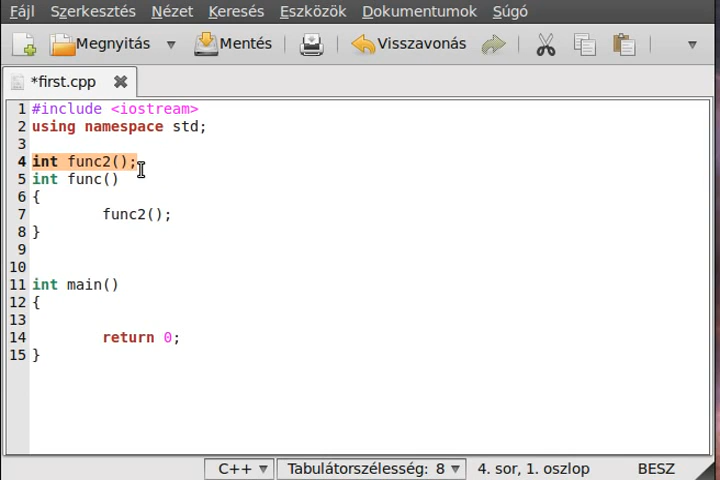 Fájl Szerkesztés Nézet Keresés Eszközök Dokumentumok Súgó
Megnyitás Mentés Visszavonás
*first.cpp
1 #include <iostream>
2 using namespace std;
3
4 int func2();
5 int func()
6 {
7 func2();
8 }
9
10
11 int main()
12 {
13
14 return 0;
15 }
C++ Tabulátorszélesség: 8 4. sor, 1. oszlop BESZ